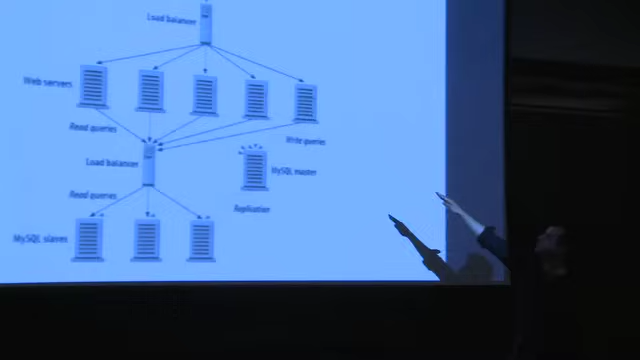 Load balancer
Web servers
Read queries
Write queries
Load balancer
MySQL master
Read queries
Replication
MySQL slaves